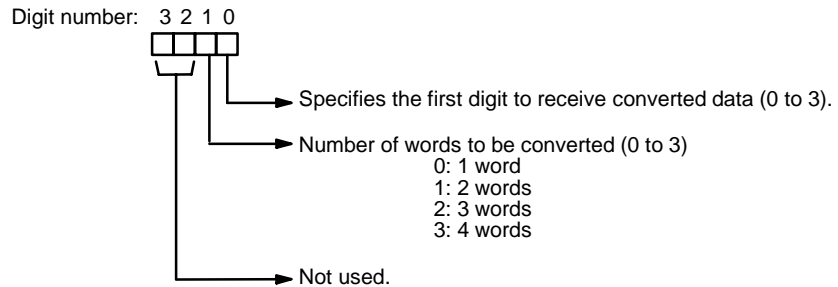 Digit number: 3 2 1 0
Specifies the first digit to receive converted data (0 to 3).
Number of words to be converted (0 to 3)
0: 1 word
1: 2 words
2: 3 words
3: 4 words
Not used.